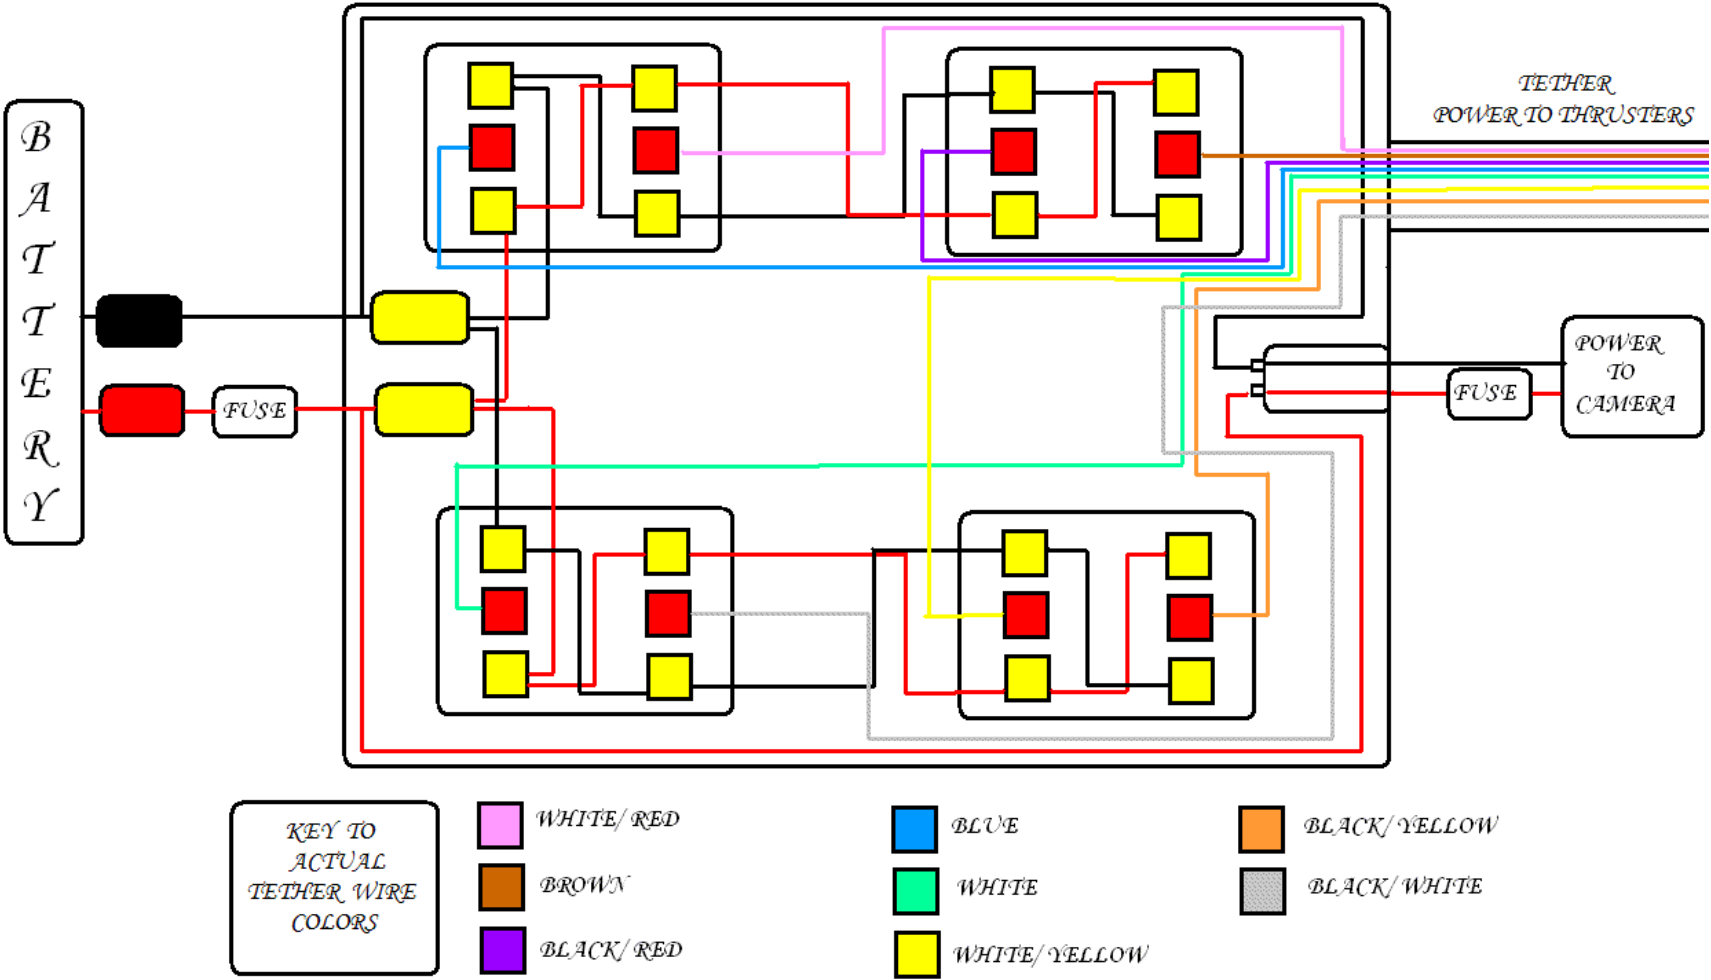 TETHER
POWER TO THRUSTERS
B
A
T
T
E
R
Y
FUSE
POWER
TO
CAMERA
FUSE
KEY TO
ACTUAL
TETHER WIRE
COLORS
WHITE/RED
BROWN
BLACK/RED
BLUE
WHITE
WHITE/YELLOW
BLACK/YELLOW
BLACK/WHITE